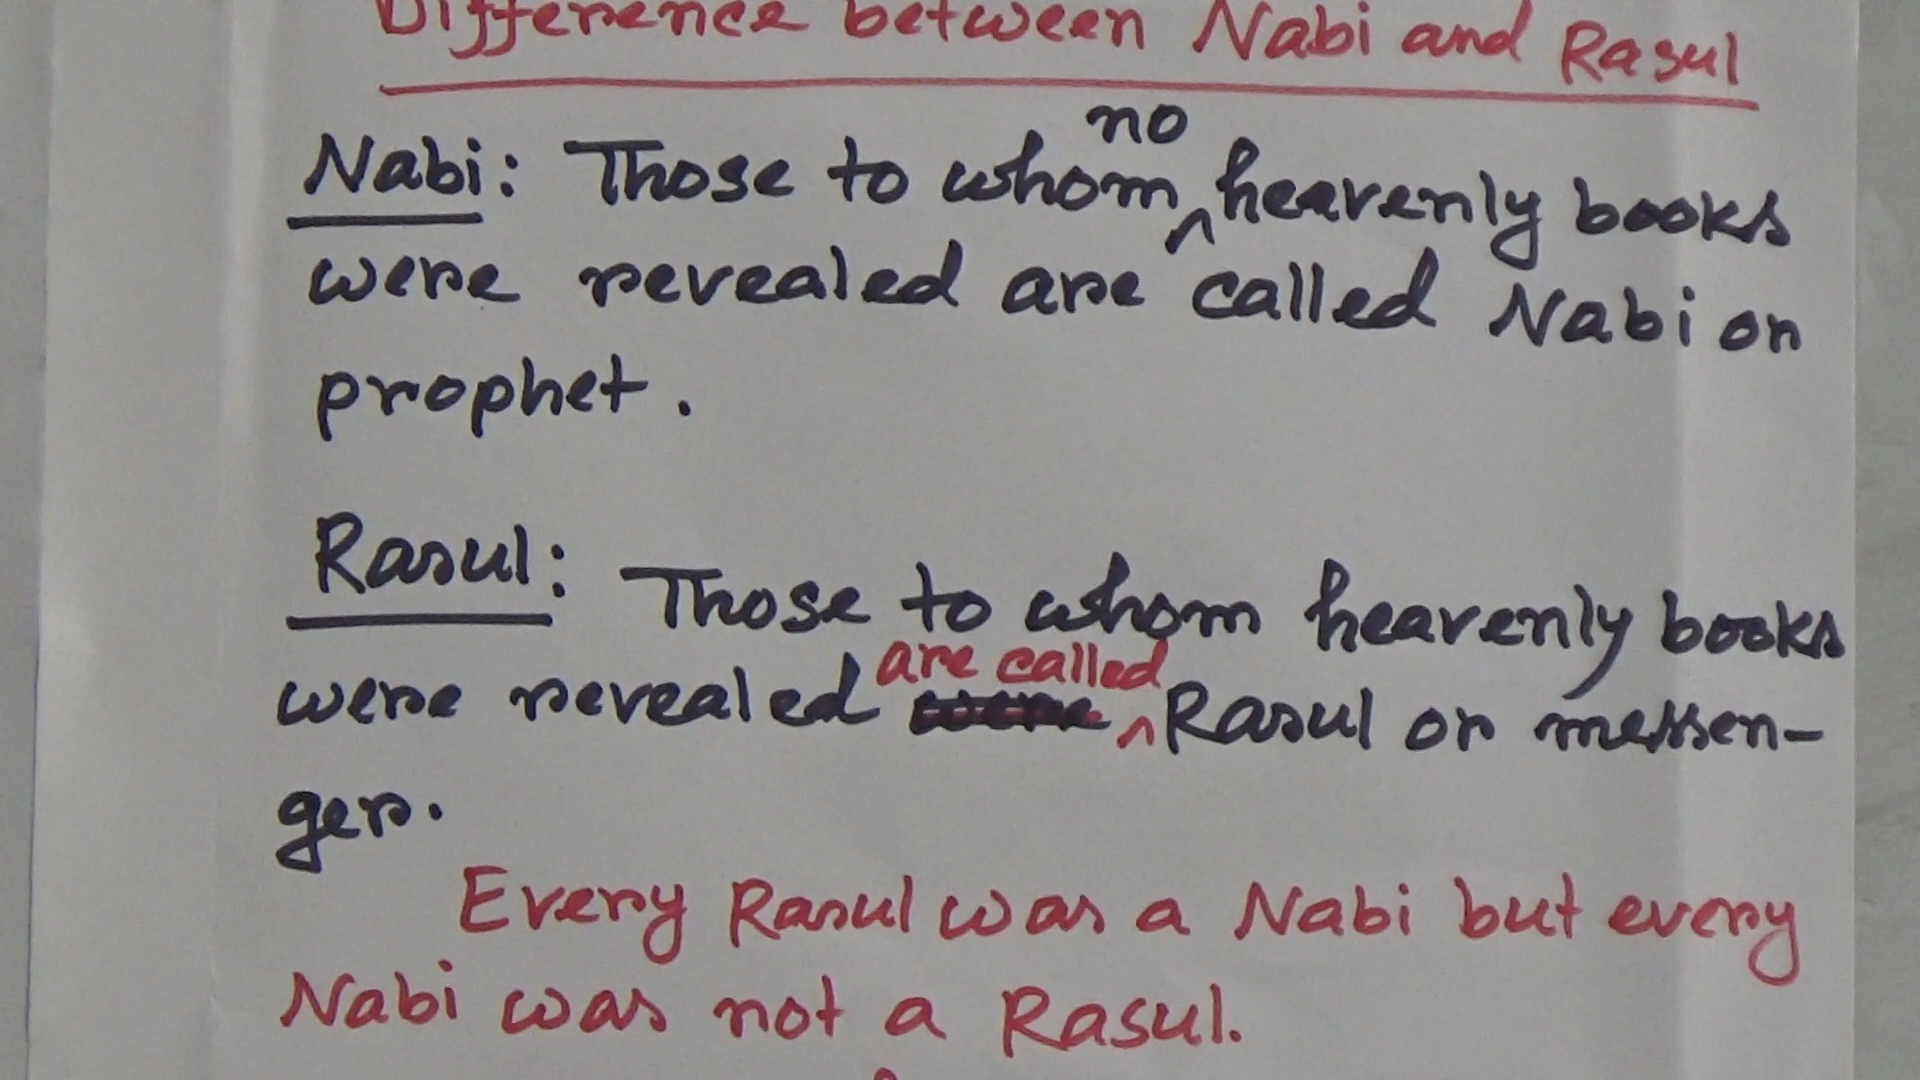 Difference between Nabi and Rasul
Nabi: Those to whom no heavenly books
were revealed are called Nabi or
prophet.
Rasul: Those to whom heavenly books
were revealed are called Rasul or messen-
ger.
Every Rasul was a Nabi but every
Nabi was not a Rasul.